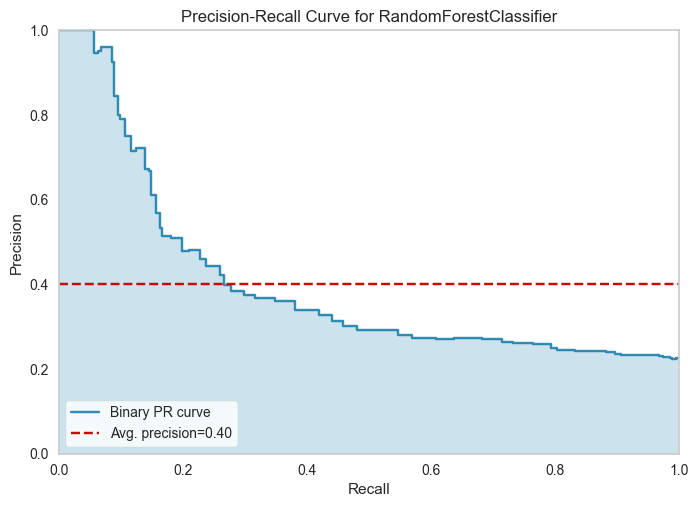 Precision-Recall Curve for RandomForestClassifier
1.0
0.8
0.6
0.4
0.2
0.0
Precision
Binary PR curve
Avg. precision=0.40
0.0 0.2 0.4 0.6 0.8 1.0
Recall